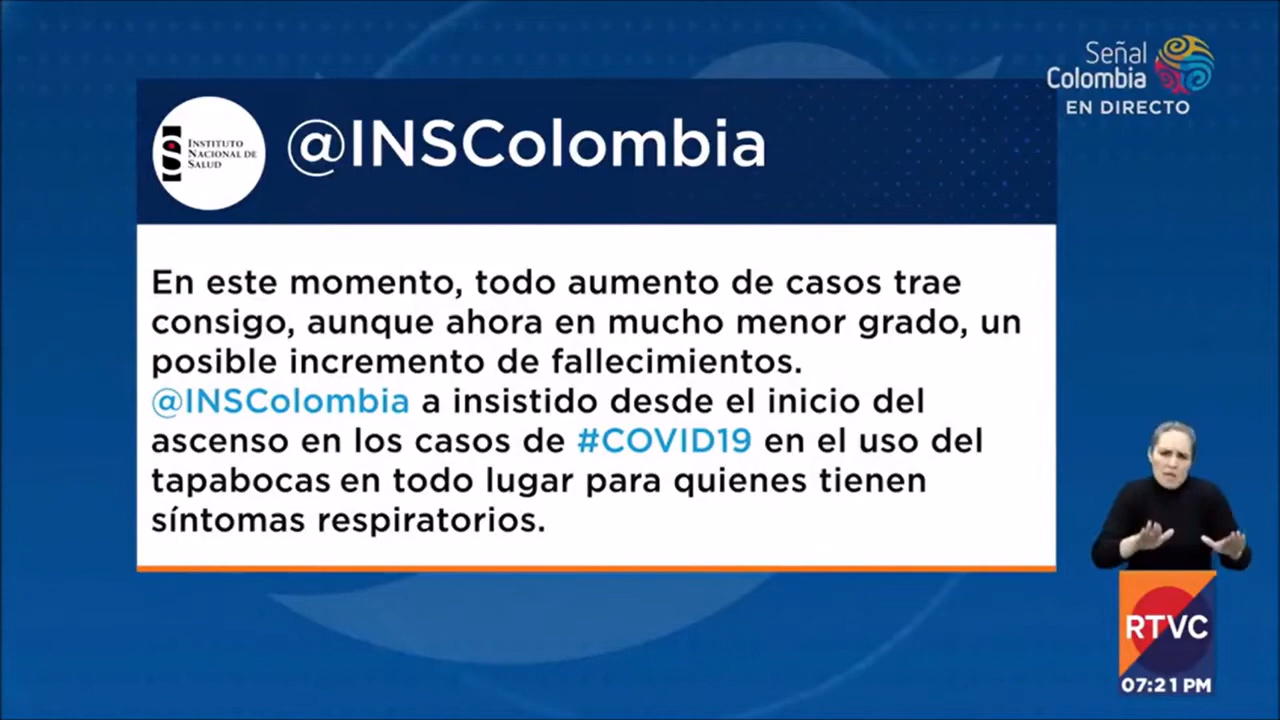 Señal
Colombia
EN DIRECTO
INSTITUTO
NACIONAL DE
SALUD
@INSColombia
En este momento, todo aumento de casos trae
consigo, aunque ahora en mucho menor grado, un
posible incremento de fallecimientos.
@INSColombia a insistido desde el inicio del
ascenso en los casos de #COVID19 en el uso del
tapabocas en todo lugar para quienes tienen
síntomas respiratorios.
RTVC
07:21 PM